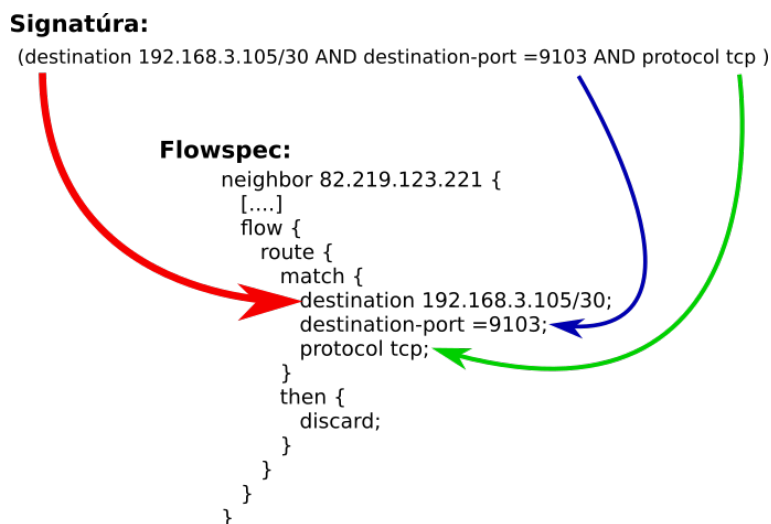 Signatúra:
(destination 192.168.3.105/30 AND destination-port =9103 AND protocol tcp )
Flowspec:
neighbor 82.219.123.221 {
[....]
flow {
route {
match {
destination 192.168.3.105/30;
destination-port =9103;
protocol tcp;
}
then {
discard;
}
}
}
}